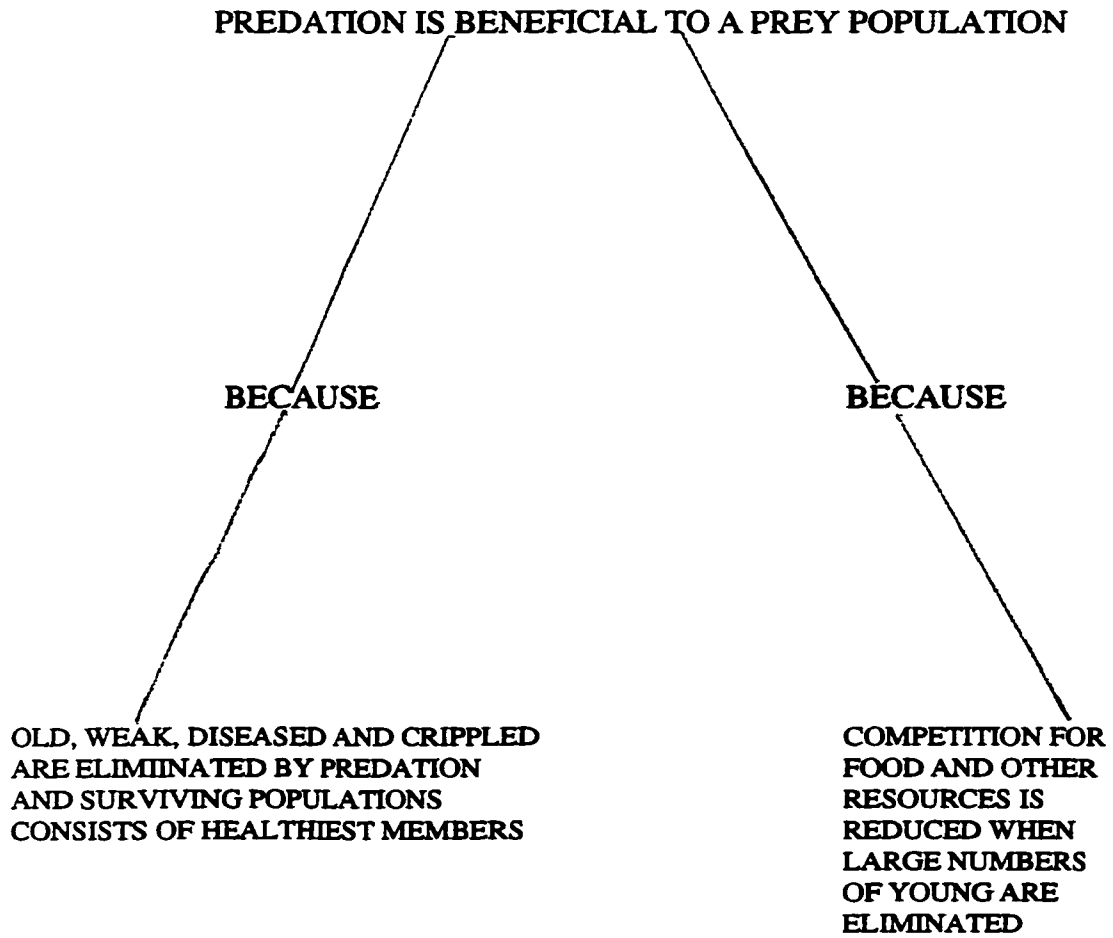 PREDATION IS BENEFICIAL TO A PREY POPULATION
BECAUSE
BECAUSE
OLD, WEAK, DISEASED AND CRIPPLED
ARE ELIMIINATED BY PREDATION
AND SURVIVING POPULATIONS
CONSISTS OF HEALTHIEST MEMBERS
COMPETITION FOR
FOOD AND OTHER
RESOURCES IS
REDUCED WHEN
LARGE NUMBERS
OF YOUNG ARE
ELIMINATED